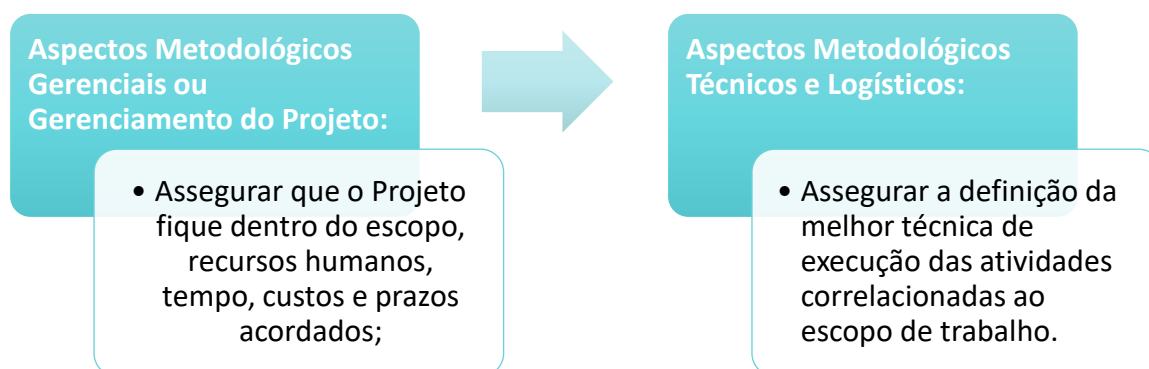 Aspectos Metodológicos
Gerenciais ou
Gerenciamento do Projeto:
• Assegurar que o Projeto
fique dentro do escopo,
recursos humanos,
tempo, custos e prazos
acordados;
Aspectos Metodológicos
Técnicos e Logísticos:
• Assegurar a definição da
melhor técnica de
execução das atividades
correlacionadas ao
escopo de trabalho.